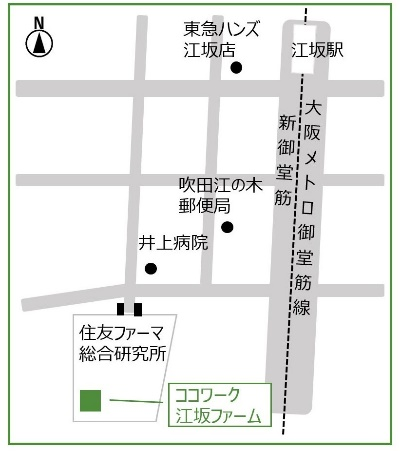 N
東急ハンズ
江坂店
江坂駅
新御堂筋
大阪メトロ御堂筋線
吹田江の木
郵便局
井上病院
住友ファーマ
総合研究所
ココワーク
江坂ファーム